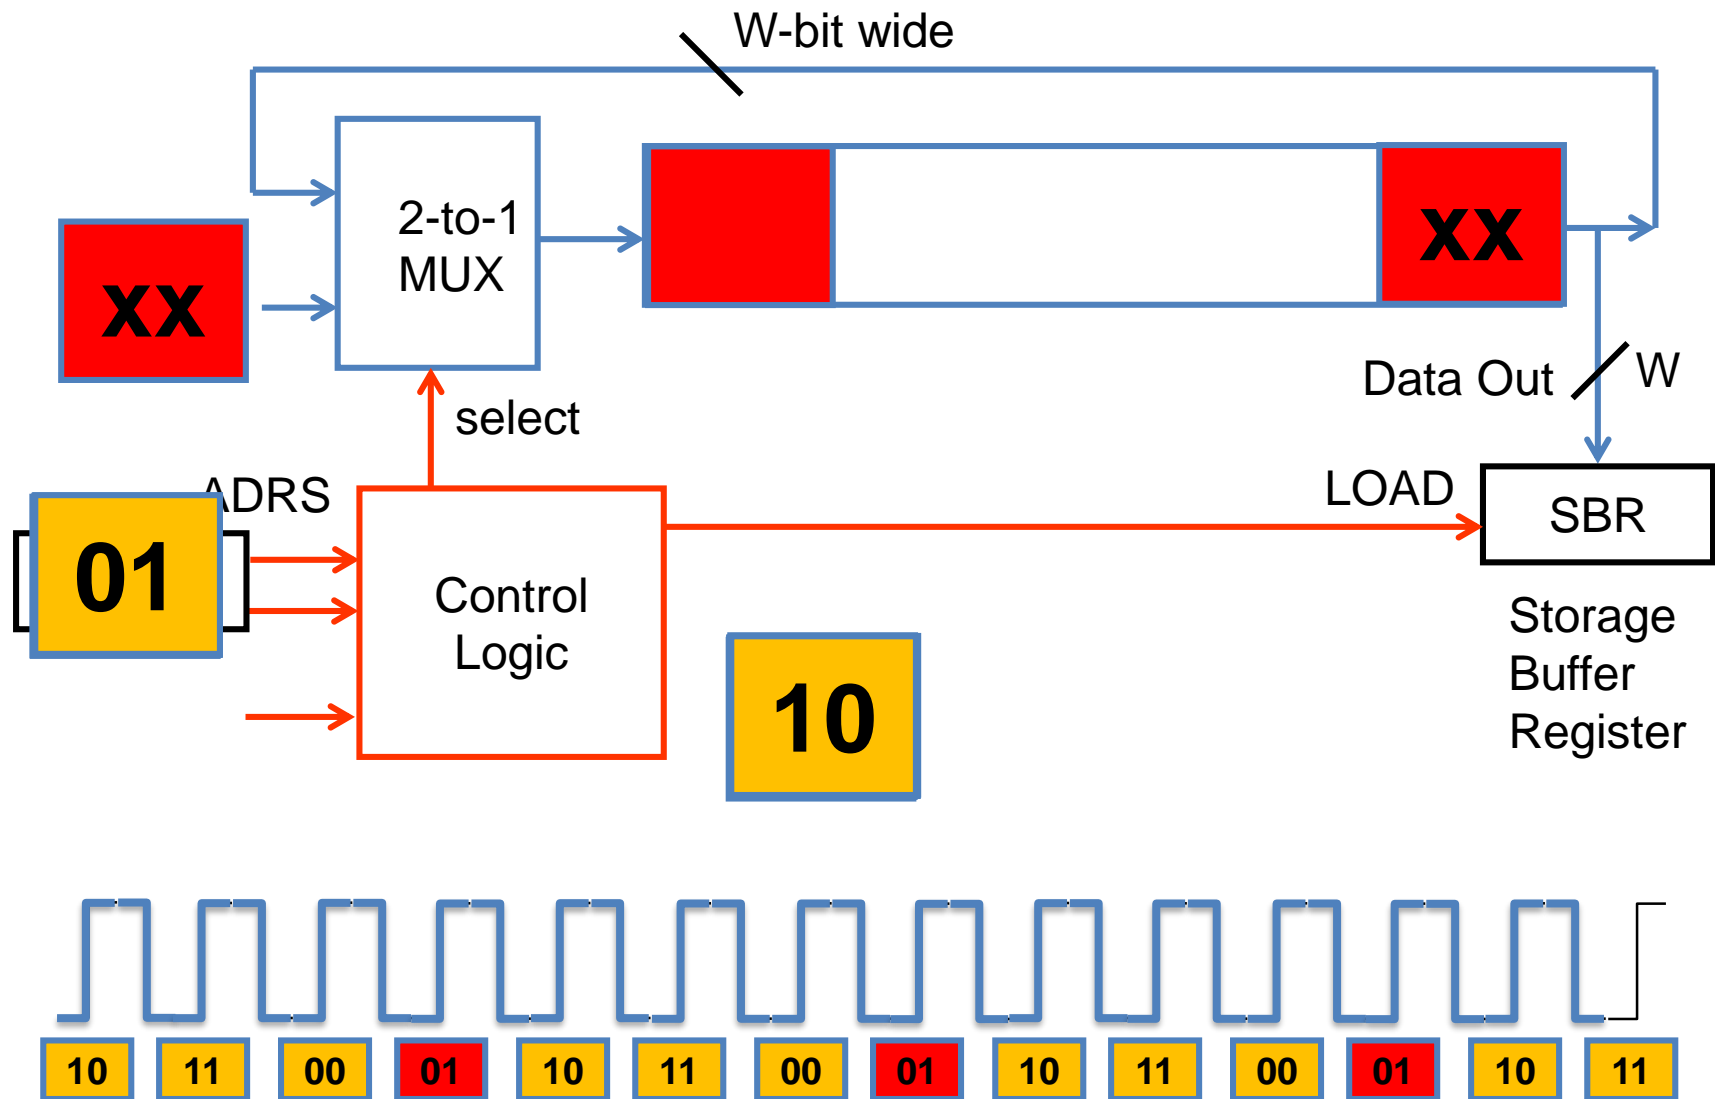 W-bit wide
2-to-1
MUX
xx
xx
Data Out
W
select
ADRS
LOAD
SBR
01
Control
Logic
10
Storage
Buffer
Register
10 11 00 01 10 11 00 01 10 11 00 01 10 11